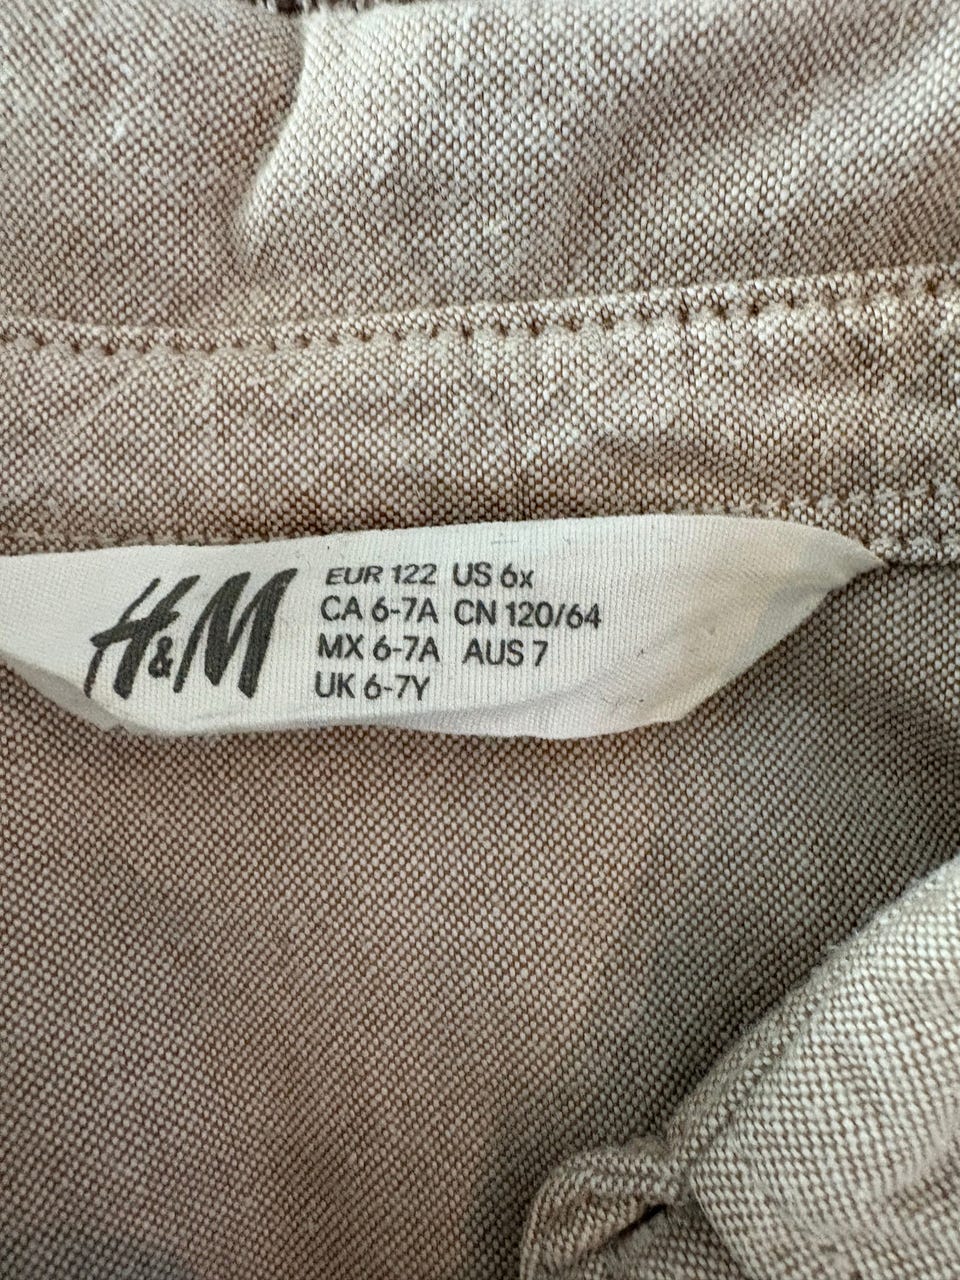 H&M
EUR 122 US 6x
CA 6-7A CN 120/64
MX 6-7A AUS 7
UK 6-7Y